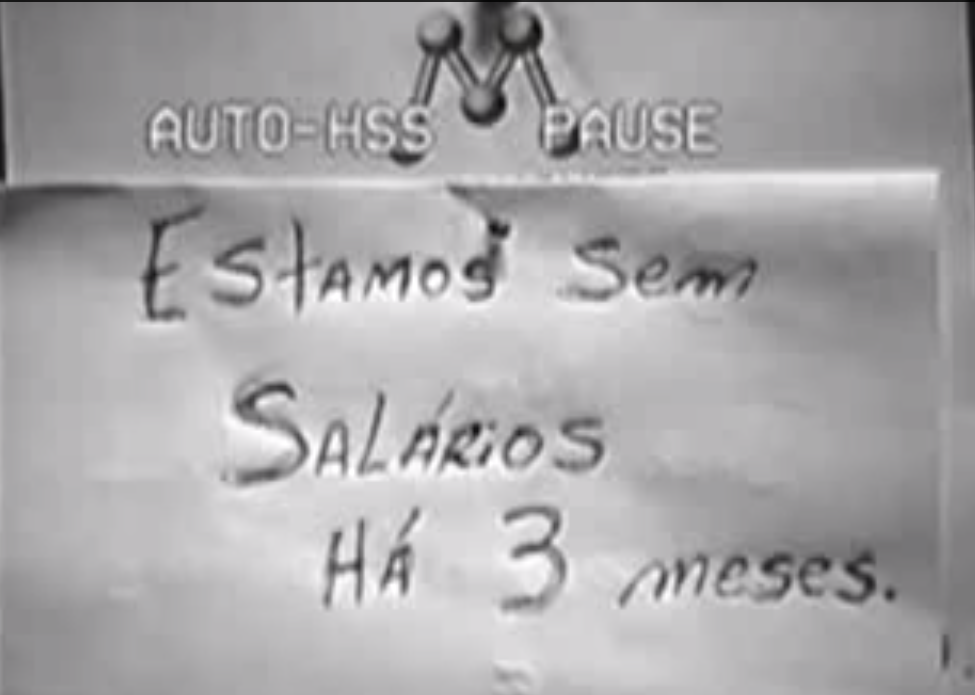 AUTO-HSS PAUSE
Estamos sem
Salários
Há 3 meses.